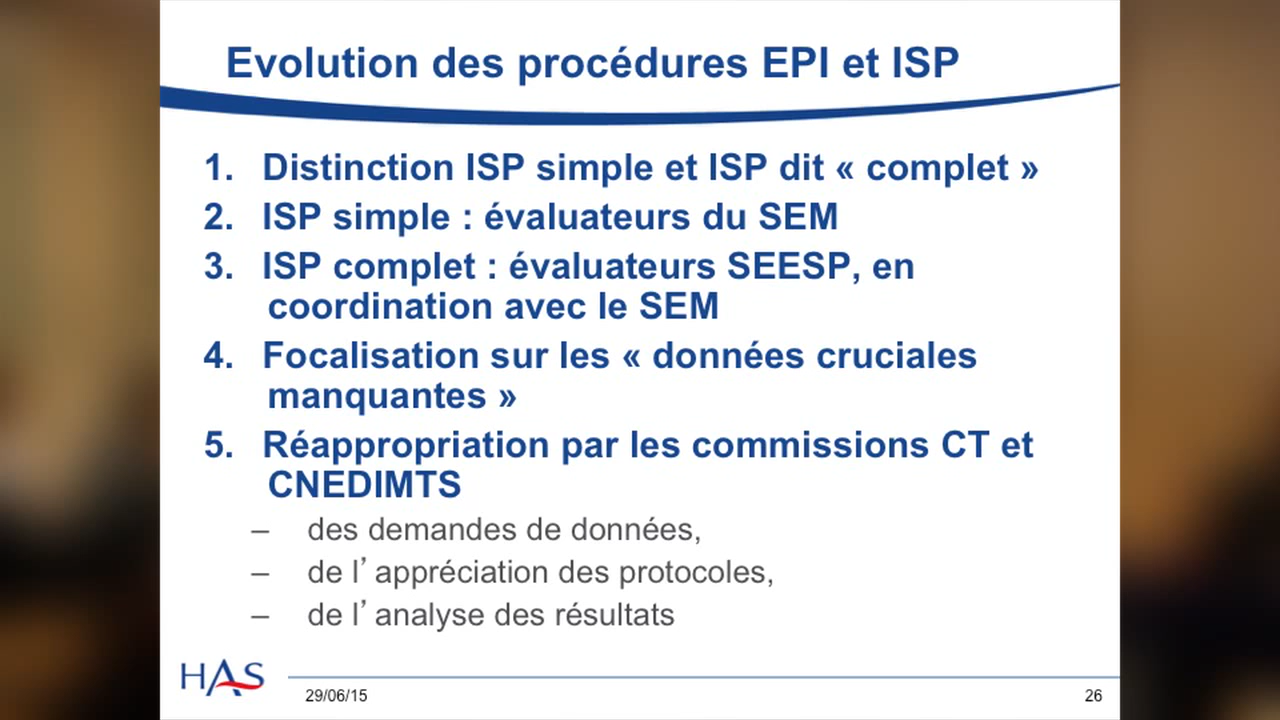 Evolution des procédures EPI et ISP
1. Distinction ISP simple et ISP dit « complet »
2. ISP simple : évaluateurs du SEM
3. ISP complet : évaluateurs SEESP, en
coordination avec le SEM
4. Focalisation sur les « données cruciales
manquantes »
5. Réappropriation par les commissions CT et
CNEDIMTS
– des demandes de données,
– de l’ appréciation des protocoles,
– de l’ analyse des résultats
HAS
29/06/15
26